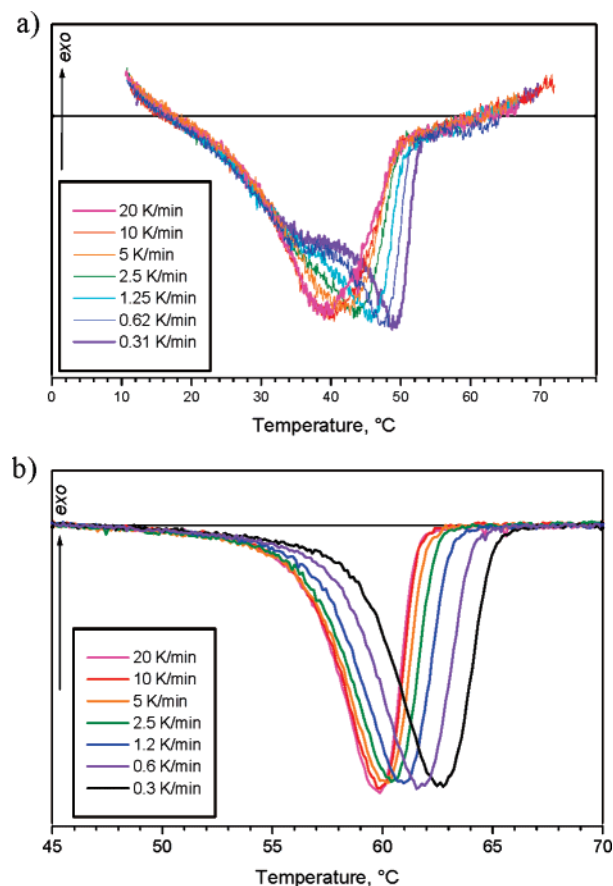 a)
exo
20 K/min
10 K/min
5 K/min
2.5 K/min
1.25 K/min
0.62 K/min
0.31 K/min
0 10 20 30 40 50 60 70
Temperature, °C
b)
exo
20 K/min
10 K/min
5 K/min
2.5 K/min
1.2 K/min
0.6 K/min
0.3 K/min
45 50 55 60 65 70
Temperature, °C